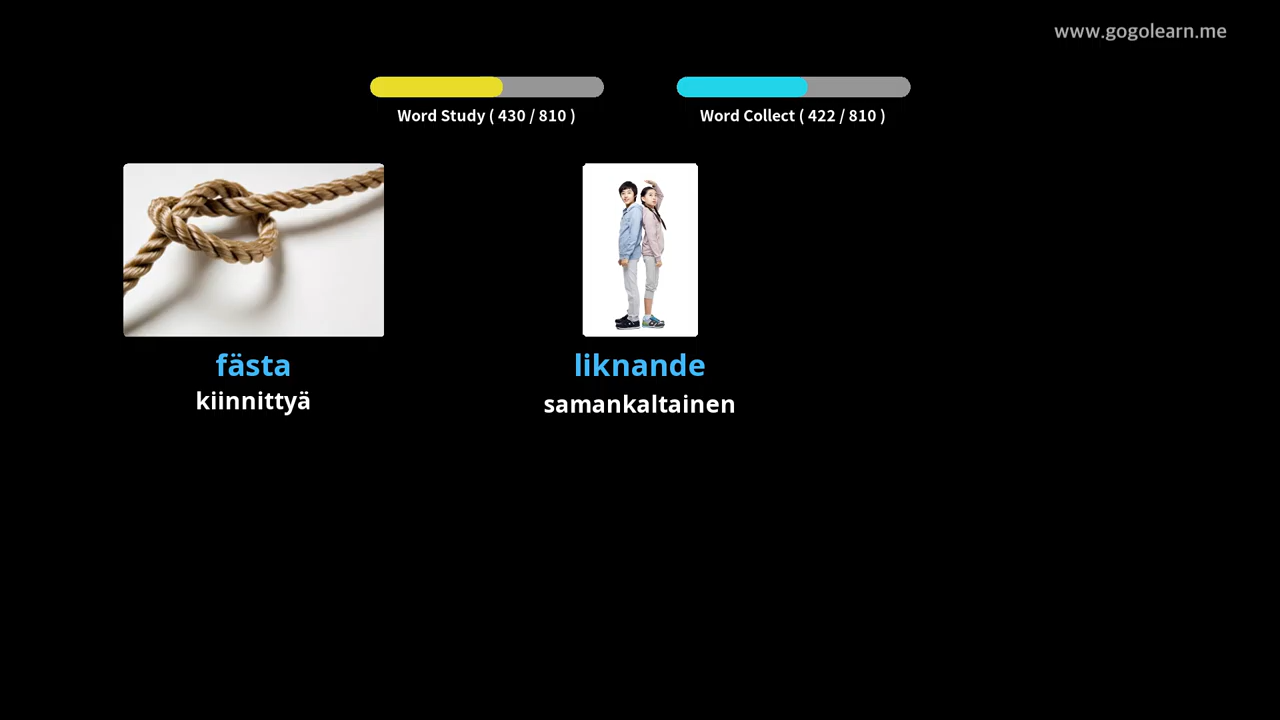 www.gogolearn.me
Word Study ( 430 / 810 )
Word Collect ( 422 / 810 )
fästa
kiinnittyä
liknande
samankaltainen